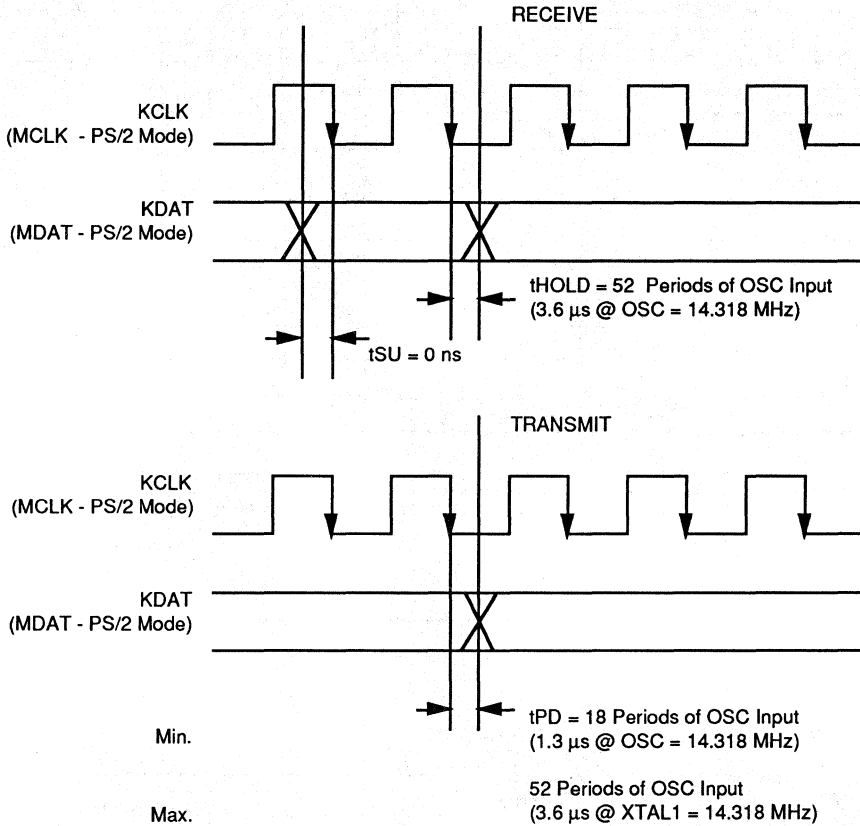 RECEIVE
KCLK
(MCLK - PS/2 Mode)
KDAT
(MDAT - PS/2 Mode)
tHOLD = 52 Periods of OSC Input
(3.6 µs @ OSC = 14.318 MHz)
tSU = 0 ns
TRANSMIT
KCLK
(MCLK - PS/2 Mode)
KDAT
(MDAT - PS/2 Mode)
Min.
tPD = 18 Periods of OSC Input
(1.3 µs @ OSC = 14.318 MHz)
Max.
52 Periods of OSC Input
(3.6 µs @ XTAL1 = 14.318 MHz)